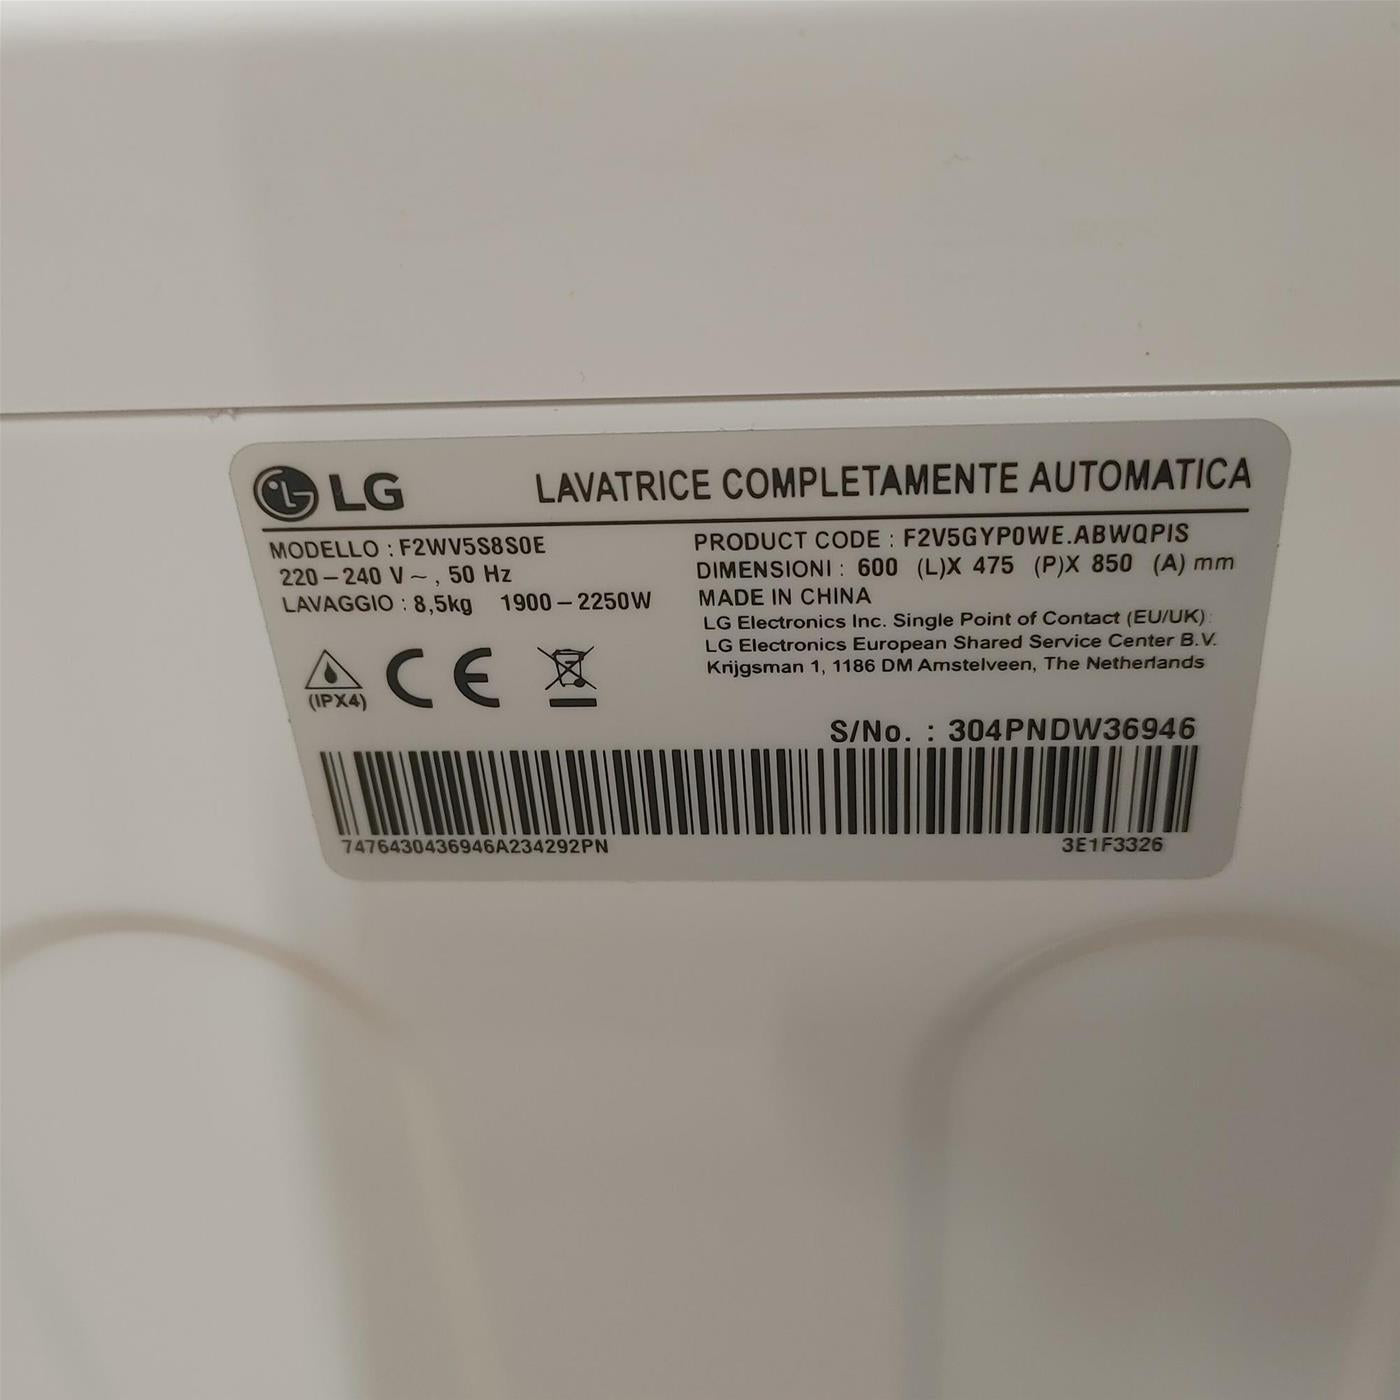 LG LAVATRICE COMPLETAMENTE AUTOMATICA
MODELLO : F2WV5S8S0E
220 – 240 V ~ , 50 Hz
LAVAGGIO : 8,5kg 1900 – 2250W
PRODUCT CODE : F2V5GYP0WE.ABWQPIS
DIMENSIONI : 600 (L)X 475 (P)X 850 (A) mm
MADE IN CHINA
LG Electronics Inc. Single Point of Contact (EU/UK):
LG Electronics European Shared Service Center B.V.
Krijgsman 1, 1186 DM Amstelveen, The Netherlands
(IPX4) CE
S/No. : 304PNDW36946
7476430436946A234292PN 3E1F3326